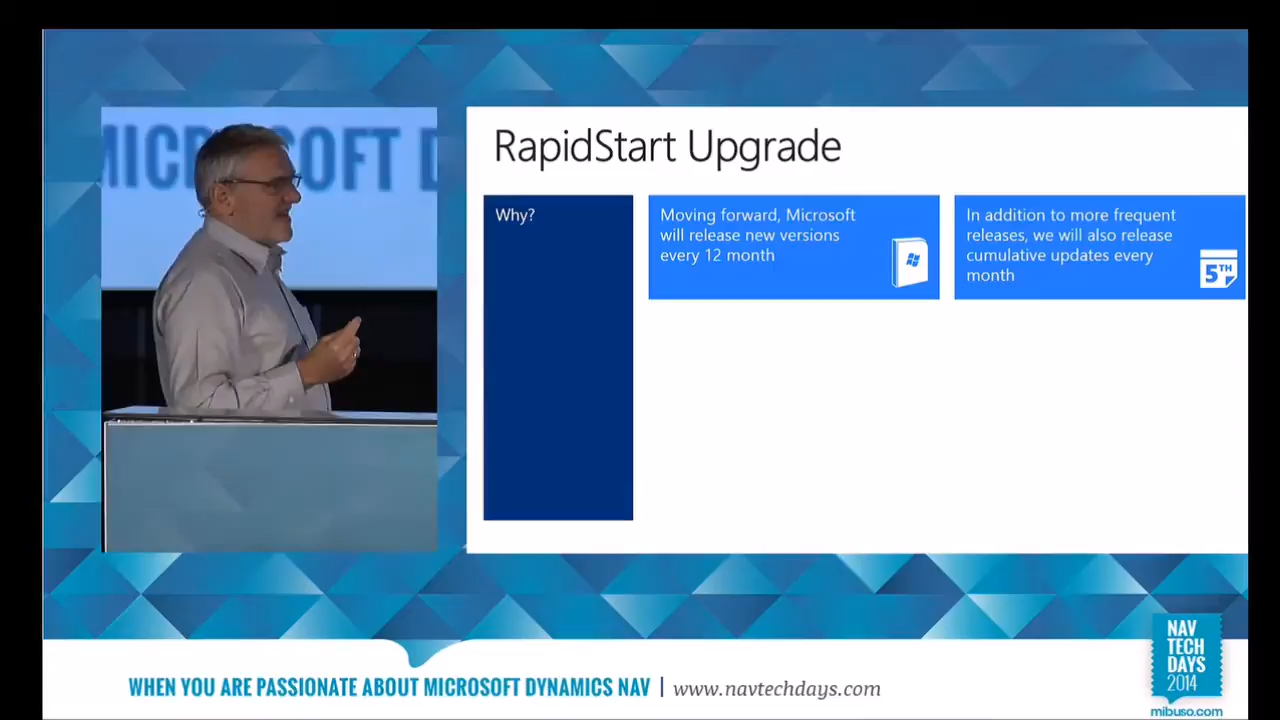 MICROSOFT D
RapidStart Upgrade
Why?
Moving forward, Microsoft
will release new versions
every 12 month
In addition to more frequent
releases, we will also release
cumulative updates every
month
5TH
WHEN YOU ARE PASSIONATE ABOUT MICROSOFT DYNAMICS NAV | www.navtechdays.com
NAV
TECH
DAYS
2014
mibuso.com